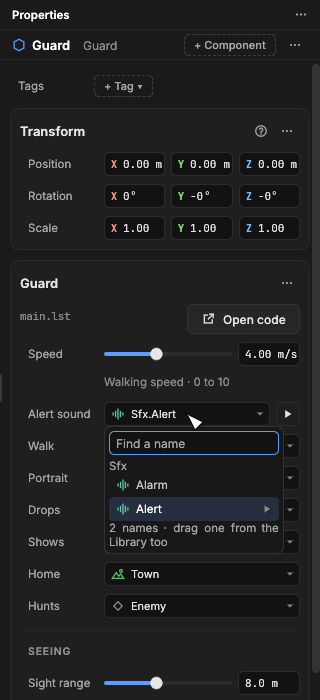 Properties
Guard Guard + Component
Tags + Tag
Transform
Position X 0.00 m Y 0.00 m Z 0.00 m
Rotation X 0° Y -0° Z -0°
Scale X 1.00 Y 1.00 Z 1.00
Guard
main.lst Open code
Speed 4.00 m/s
Walking speed · 0 to 10
Alert sound Sfx.Alert
Walk Find a name
Sfx
Portrait Alarm
Drops Alert
2 names · drag one from the
Shows Library too
Home Town
Hunts Enemy
SEEING
Sight range 8.0 m